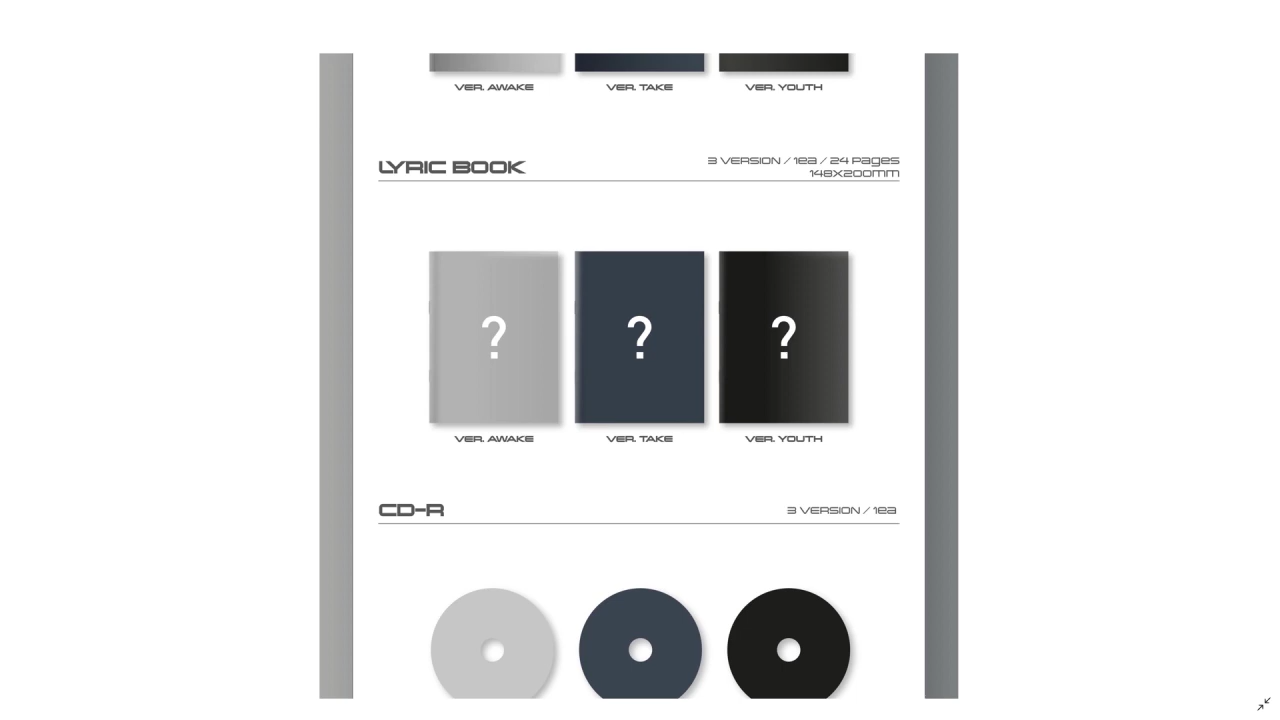 VER. AWAKE VER. TAKE VER. YOUTH
LYRIC BOOK
3 VERSION / 1ea / 24 Pages
148X200mm
? ? ?
VER. AWAKE VER. TAKE VER. YOUTH
CD-R
3 VERSION / 1ea